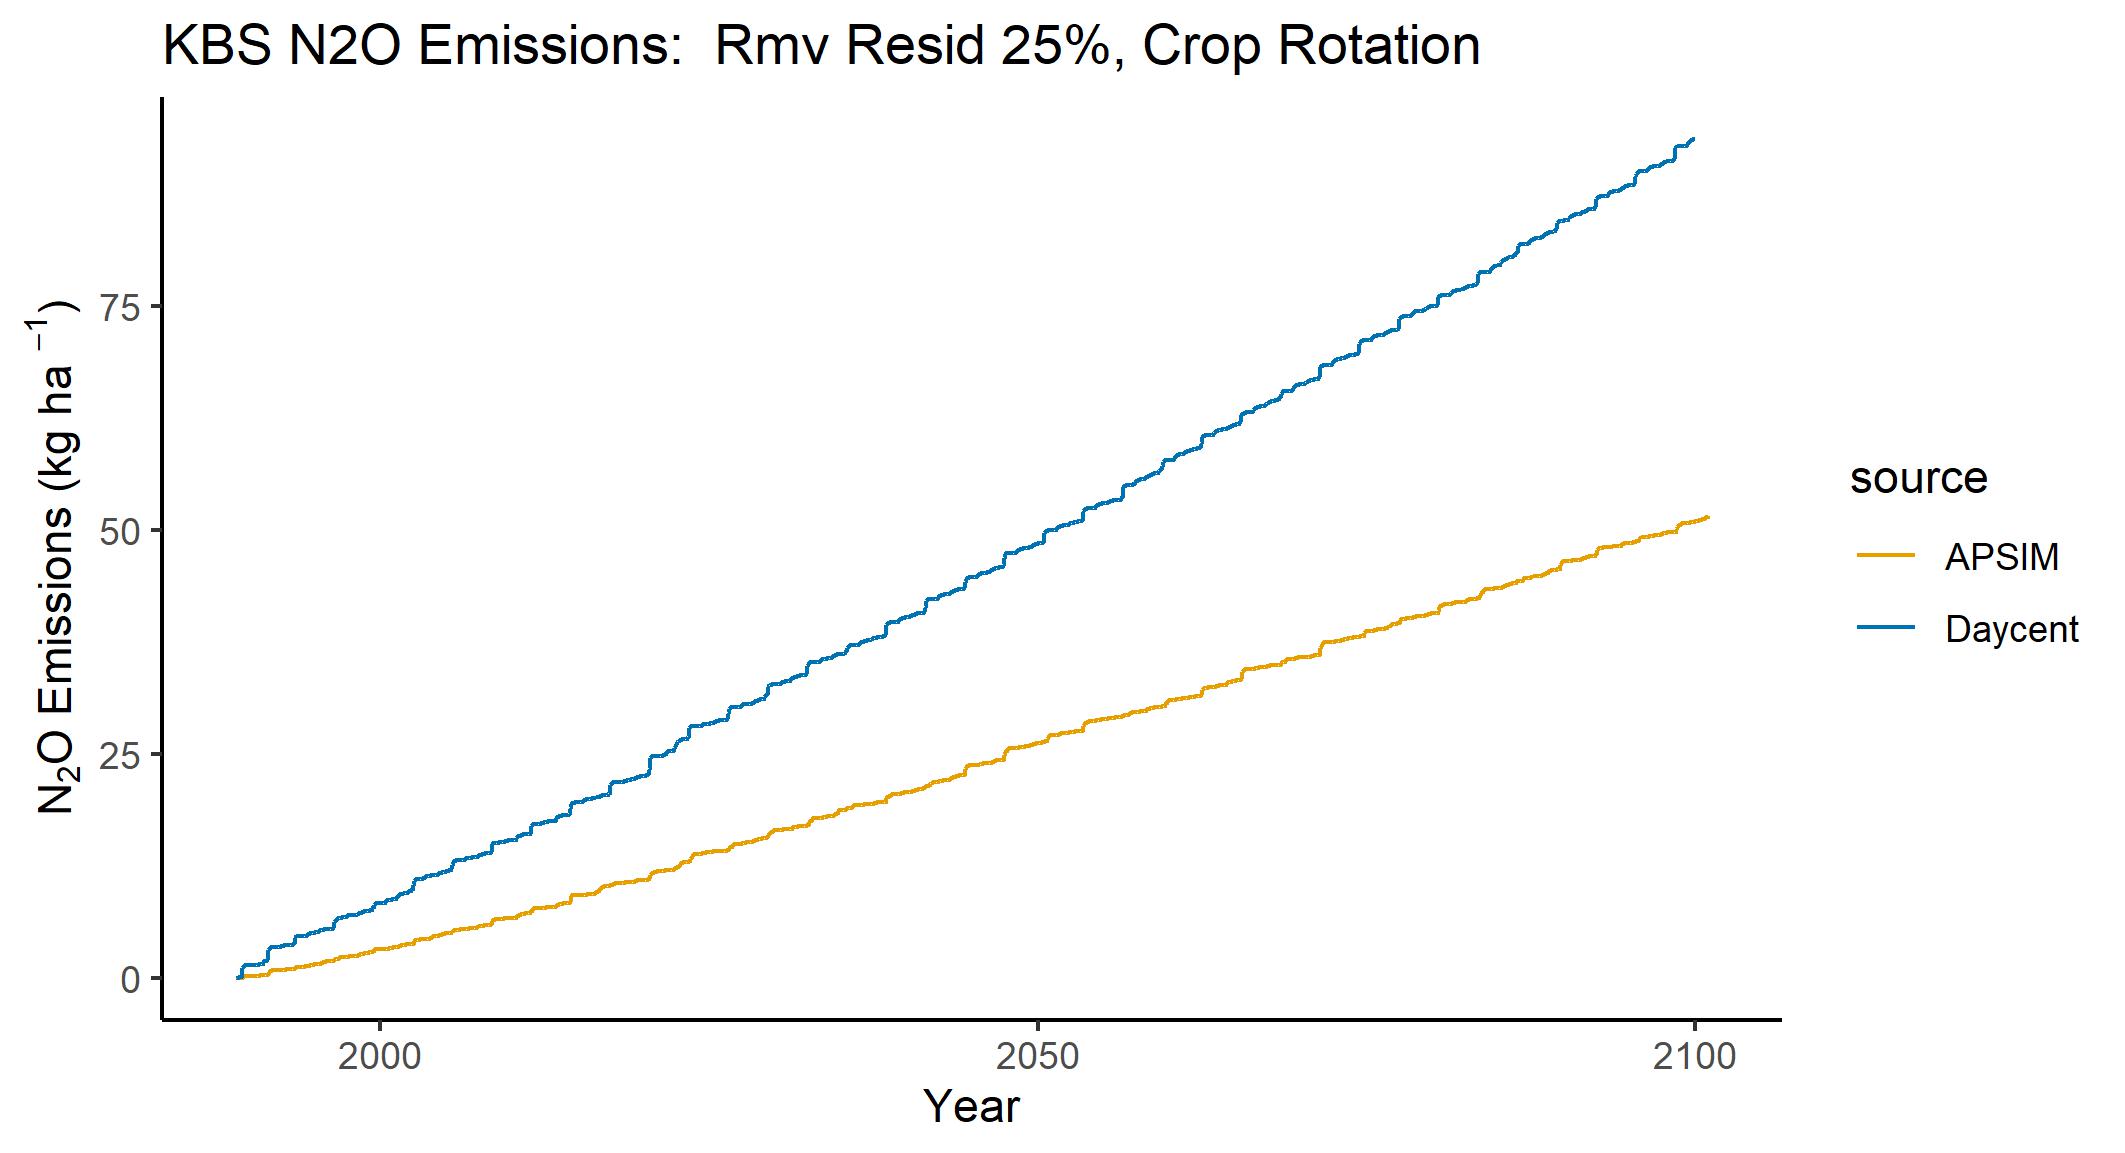 KBS N2O Emissions:  Rmv Resid 25%, Crop Rotation
N₂O Emissions (kg ha ⁻¹)
75
50
25
0
2000 2050 2100
Year
source
APSIM
Daycent